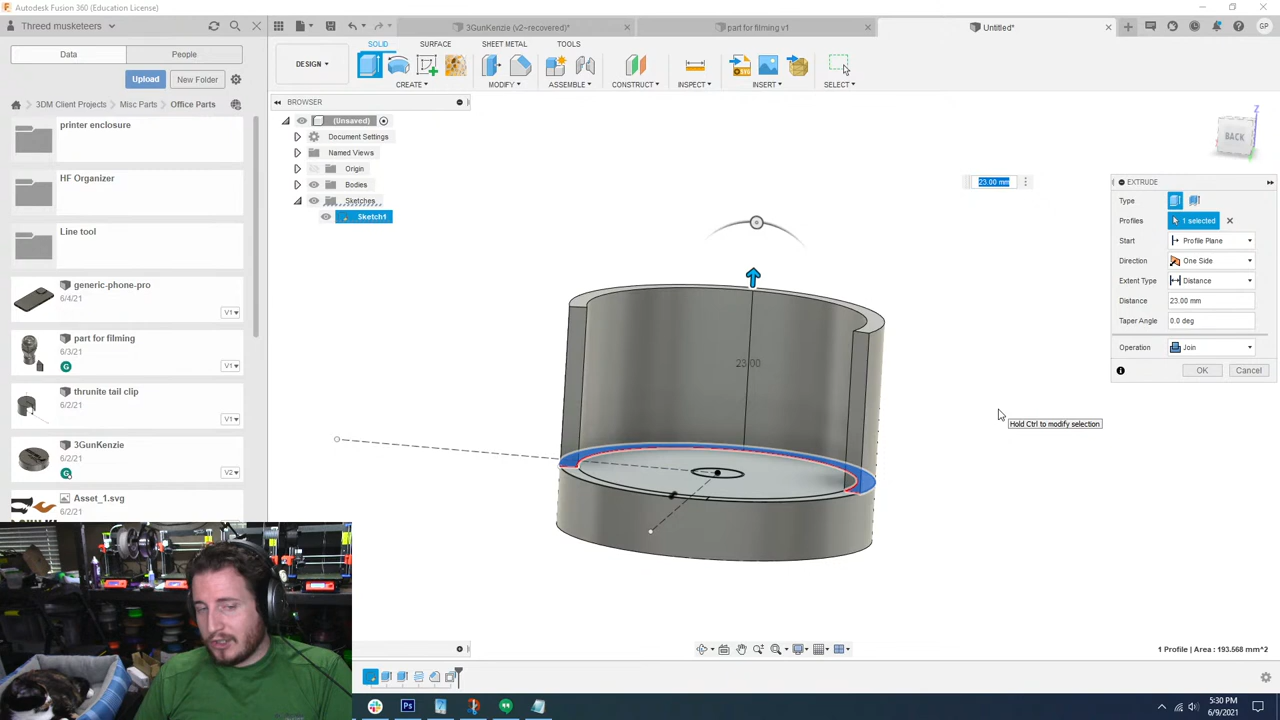 Autodesk Fusion 360 (Education License)
Threed musketeers
3GunKenzie (v2~recovered)*
part for filming v1
Untitled*
GP
Data
People
Upload
New Folder
3DM Client Projects
Misc Parts
Office Parts
printer enclosure
HF Organizer
Line tool
generic-phone-pro
6/4/21
V1
part for filming
6/3/21
G
V1
thrunite tail clip
6/2/21
V1
3GunKenzie
6/2/21
G
V2
Asset_1.svg
6/2/21
DESIGN
SOLID
SURFACE
SHEET METAL
TOOLS
CREATE
MODIFY
ASSEMBLE
CONSTRUCT
INSPECT
INSERT
SELECT
BROWSER
(Unsaved)
Document Settings
Named Views
Origin
Bodies
Sketches
Sketch1
23.00 mm
BACK
Z
23.00
Hold Ctrl to modify selection
EXTRUDE
Type
Profiles
1 selected
Start
Profile Plane
Direction
One Side
Extent Type
Distance
Distance
23.00 mm
Taper Angle
0.0 deg
Operation
Join
OK
Cancel
1 Profile | Area : 193.568 mm^2
Ps
5:30 PM
6/9/2021